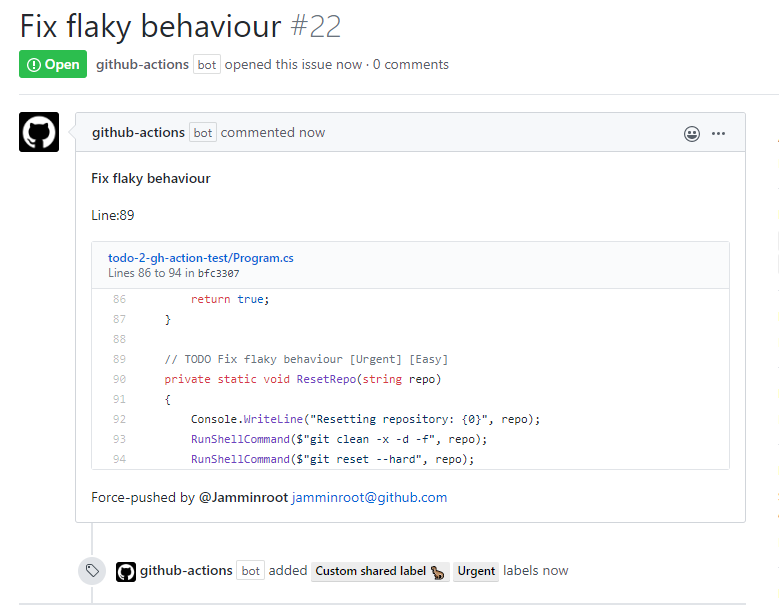 Fix flaky behaviour #22
Open github-actions bot opened this issue now · 0 comments
github-actions bot commented now
Fix flaky behaviour
Line:89
todo-2-gh-action-test/Program.cs
Lines 86 to 94 in bfc3307
86 return true;
87 }
88
89 // TODO Fix flaky behaviour [Urgent] [Easy]
90 private static void ResetRepo(string repo)
91 {
92 Console.WriteLine("Resetting repository: {0}", repo);
93 RunShellCommand($"git clean -x -d -f", repo);
94 RunShellCommand($"git reset --hard", repo);
Force-pushed by @Jamminroot jamminroot@github.com
github-actions bot added Custom shared label Urgent labels now